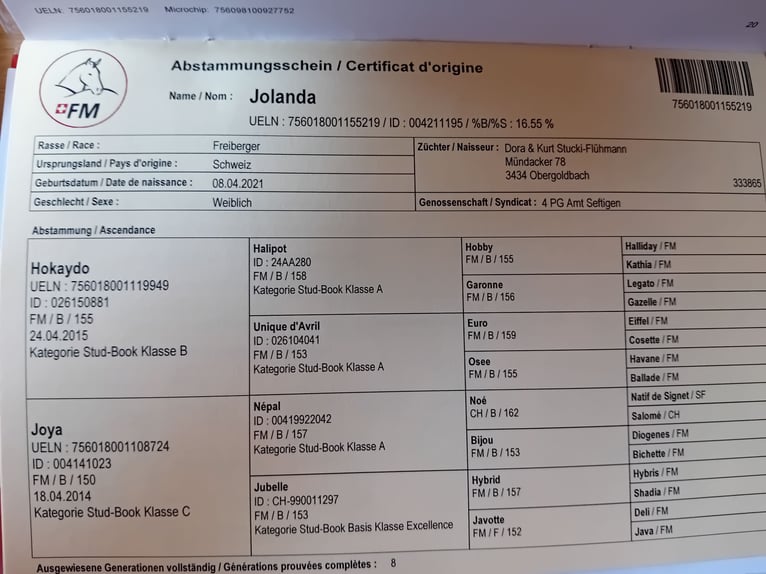 UELN: 756018001155219 Microchip: 756098100927752
20
FM
Abstammungsschein / Certificat d'origine
Name / Nom : Jolanda
UELN : 756018001155219 / ID : 004211195 / %B/%S : 16.55 %
756018001155219
Rasse / Race : Freiberger
Ursprungsland / Pays d'origine : Schweiz
Geburtsdatum / Date de naissance : 08.04.2021
Geschlecht / Sexe : Weiblich
Züchter / Naisseur : Dora & Kurt Stucki-Flühmann
Mündacker 78
3434 Obergoldbach
333865
Genossenschaft / Syndicat : 4 PG Amt Seftigen
Abstammung / Ascendance
Hokaydo
UELN : 756018001119949
ID : 026150881
FM / B / 155
24.04.2015
Kategorie Stud-Book Klasse B
Joya
UELN : 756018001108724
ID : 004141023
FM / B / 150
18.04.2014
Kategorie Stud-Book Klasse C
Halipot
ID : 24AA280
FM / B / 158
Kategorie Stud-Book Klasse A
Unique d'Avril
ID : 026104041
FM / B / 153
Kategorie Stud-Book Klasse A
Népal
ID : 00419922042
FM / B / 157
Kategorie Stud-Book Klasse A
Jubelle
ID : CH-990011297
FM / B / 153
Kategorie Stud-Book Basis Klasse Excellence
Hobby
FM / B / 155
Garonne
FM / B / 156
Euro
FM / B / 159
Osee
FM / B / 155
Noé
CH / B / 162
Bijou
FM / B / 153
Hybrid
FM / B / 157
Javotte
FM / F / 152
Halliday / FM
Kathia / FM
Legato / FM
Gazelle / FM
Eiffel / FM
Cosette / FM
Havane / FM
Ballade / FM
Natif de Signet / SF
Salomé / CH
Diogenes / FM
Bichette / FM
Hybris / FM
Shadia / FM
Deli / FM
Java / FM
Ausgewiesene Generationen vollständig / Générations prouvées complètes : 8